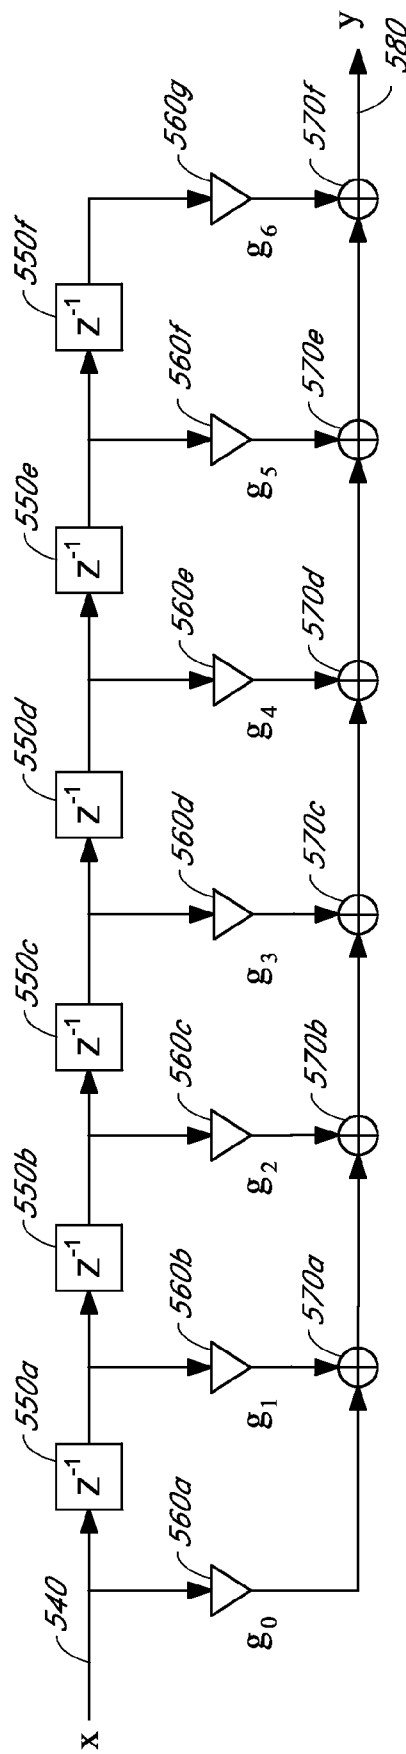 550a 550b 550c 550d 550e 550f
x 540 z⁻¹ z⁻¹ z⁻¹ z⁻¹ z⁻¹ z⁻¹
560a 560b 560c 560d 560e 560f 560g
g₀ g₁ g₂ g₃ g₄ g₅ g₆
570a 570b 570c 570d 570e 570f y
580